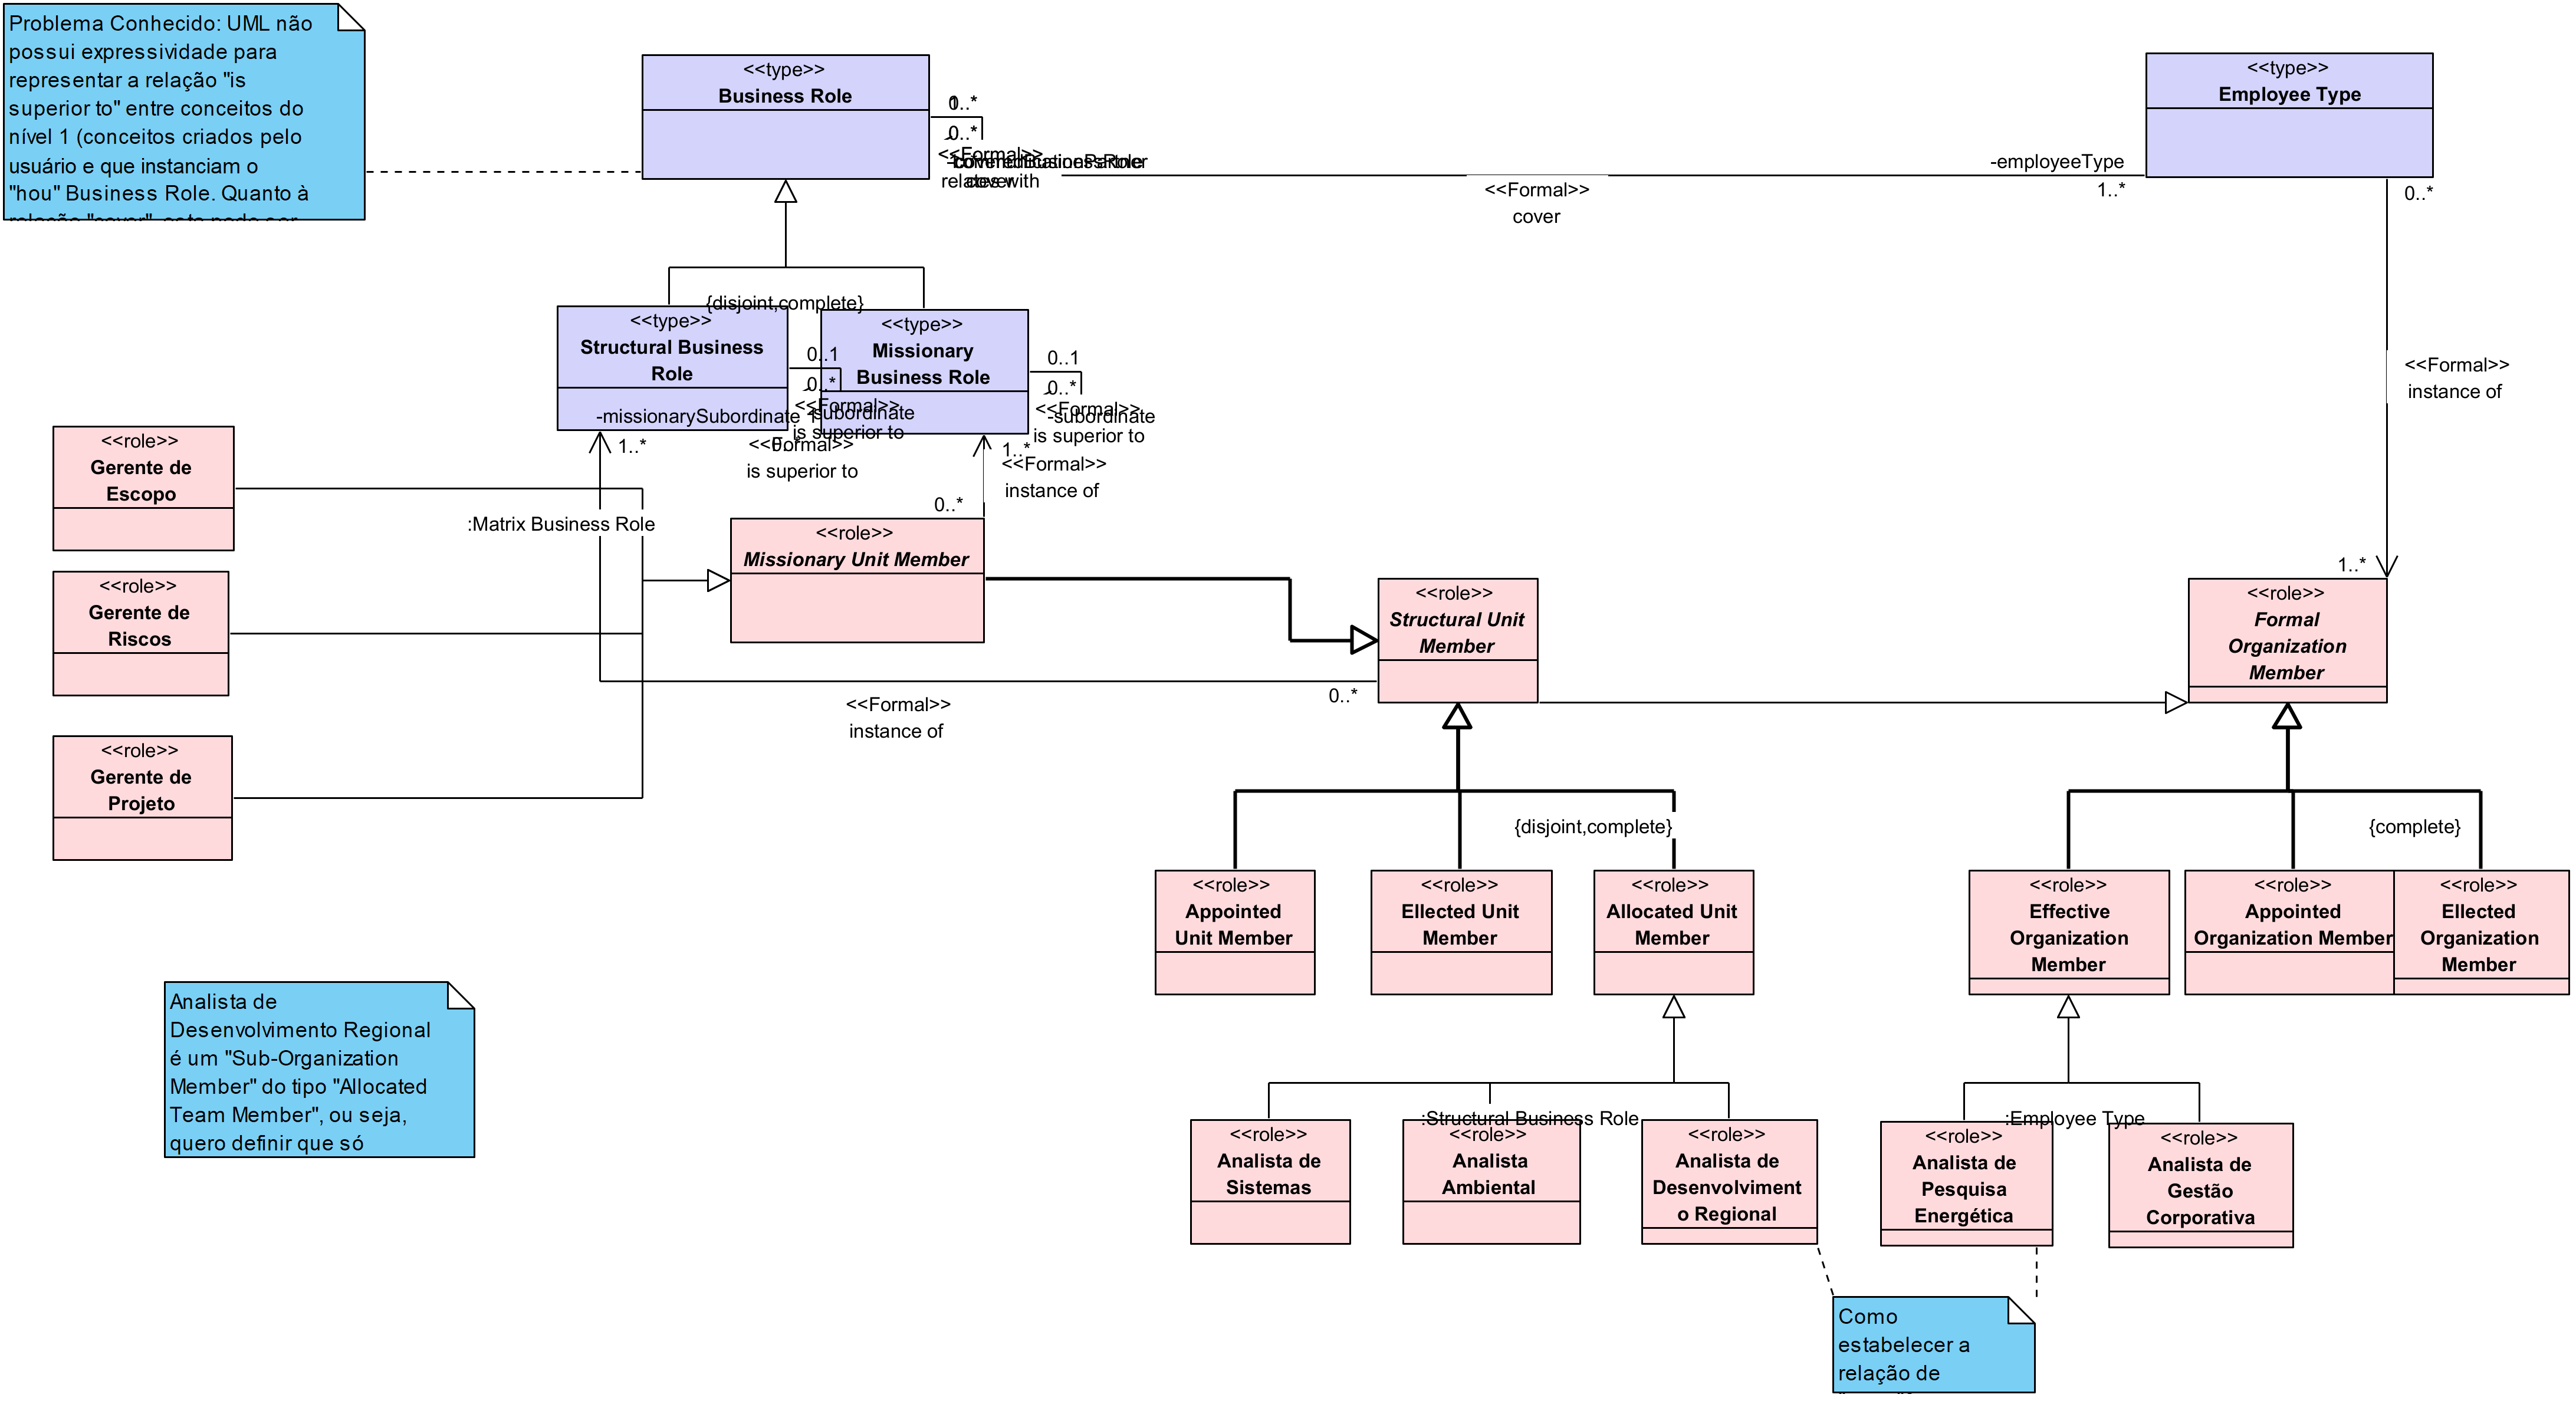 Problema Conhecido: UML não
possui expressividade para
representar a relação "is
superior to" entre conceitos do
nível 1 (conceitos criados pelo
usuário e que instanciam o
"hou" Business Role. Quanto à
<<type>>
Business Role
0..*
0..*
<<Formal>>
-employeeType
1..*
<<Formal>>
cover
<<type>>
Employee Type
0..*
<<Formal>>
instance of
1..*
{disjoint,complete}
<<type>>
Structural Business
Role
0..1
0..*
<<Formal>>
-subordinate
is superior to
<<type>>
Missionary
Business Role
0..1
0..*
<<Formal>>
-subordinate
is superior to
-missionarySubordinate
1..*
<<Formal>>
is superior to
1..*
<<Formal>>
instance of
0..*
<<role>>
Gerente de
Escopo
:Matrix Business Role
<<role>>
Missionary Unit Member
<<role>>
Gerente de
Riscos
<<role>>
Structural Unit
Member
<<role>>
Formal
Organization
Member
0..*
<<Formal>>
instance of
<<role>>
Gerente de
Projeto
{disjoint,complete}
{complete}
<<role>>
Appointed
Unit Member
<<role>>
Ellected Unit
Member
<<role>>
Allocated Unit
Member
<<role>>
Effective
Organization
Member
<<role>>
Appointed
Organization Member
<<role>>
Ellected
Organization
Member
Analista de
Desenvolvimento Regional
é um "Sub-Organization
Member" do tipo "Allocated
Team Member", ou seja,
quero definir que só
:Structural Business Role
:Employee Type
<<role>>
Analista de
Sistemas
<<role>>
Analista
Ambiental
<<role>>
Analista de
Desenvolviment
o Regional
<<role>>
Analista de
Pesquisa
Energética
<<role>>
Analista de
Gestão
Corporativa
Como
estabelecer a
relação de